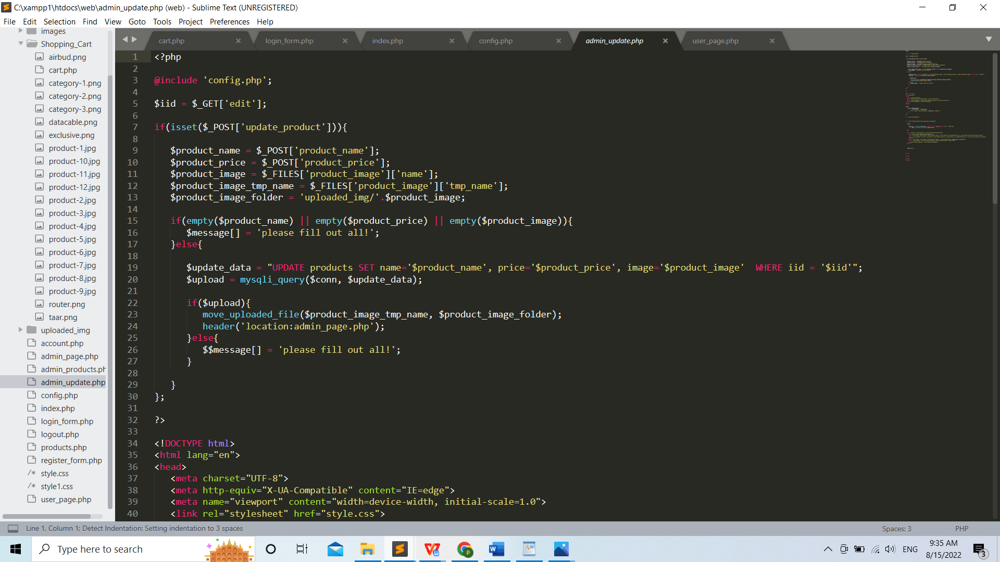 C:\xampp1\htdocs\web\admin_update.php (web) - Sublime Text (UNREGISTERED)
File Edit Selection Find View Goto Tools Project Preferences Help
images
Shopping_Cart
airbud.png
cart.php
category-1.png
category-2.png
category-3.png
datacable.png
exclusive.png
product-1.jpg
product-10.jpg
product-11.jpg
product-12.jpg
product-2.jpg
product-3.jpg
product-4.jpg
product-5.jpg
product-6.jpg
product-7.jpg
product-8.jpg
product-9.jpg
router.png
taar.png
uploaded_img
account.php
admin_page.php
admin_products.ph
admin_update.php
config.php
index.php
login_form.php
logout.php
products.php
register_form.php
/* style.css
/* style1.css
user_page.php
cart.php login_form.php index.php config.php admin_update.php user_page.php
1 <?php
2
3 @include 'config.php';
4
5 $iid = $_GET['edit'];
6
7 if(isset($_POST['update_product'])){
8
9 $product_name = $_POST['product_name'];
10 $product_price = $_POST['product_price'];
11 $product_image = $_FILES['product_image']['name'];
12 $product_image_tmp_name = $_FILES['product_image']['tmp_name'];
13 $product_image_folder = 'uploaded_img/'.$product_image;
14
15 if(empty($product_name) || empty($product_price) || empty($product_image)){
16 $message[] = 'please fill out all!';
17 }else{
18
19 $update_data = "UPDATE products SET name='$product_name', price='$product_price', image='$product_image'  WHERE iid = '$iid'";
20 $upload = mysqli_query($conn, $update_data);
21
22 if($upload){
23 move_uploaded_file($product_image_tmp_name, $product_image_folder);
24 header('location:admin_page.php');
25 }else{
26 $$message[] = 'please fill out all!';
27 }
28
29 }
30 };
31
32 ?>
33
34 <!DOCTYPE html>
35 <html lang="en">
36 <head>
37 <meta charset="UTF-8">
38 <meta http-equiv="X-UA-Compatible" content="IE=edge">
39 <meta name="viewport" content="width=device-width, initial-scale=1.0">
40 <link rel="stylesheet" href="style.css">
Line 1, Column 1; Detect Indentation: Setting indentation to 3 spaces
Spaces: 3 PHP
Type here to search
ENG
9:35 AM
8/15/2022
3